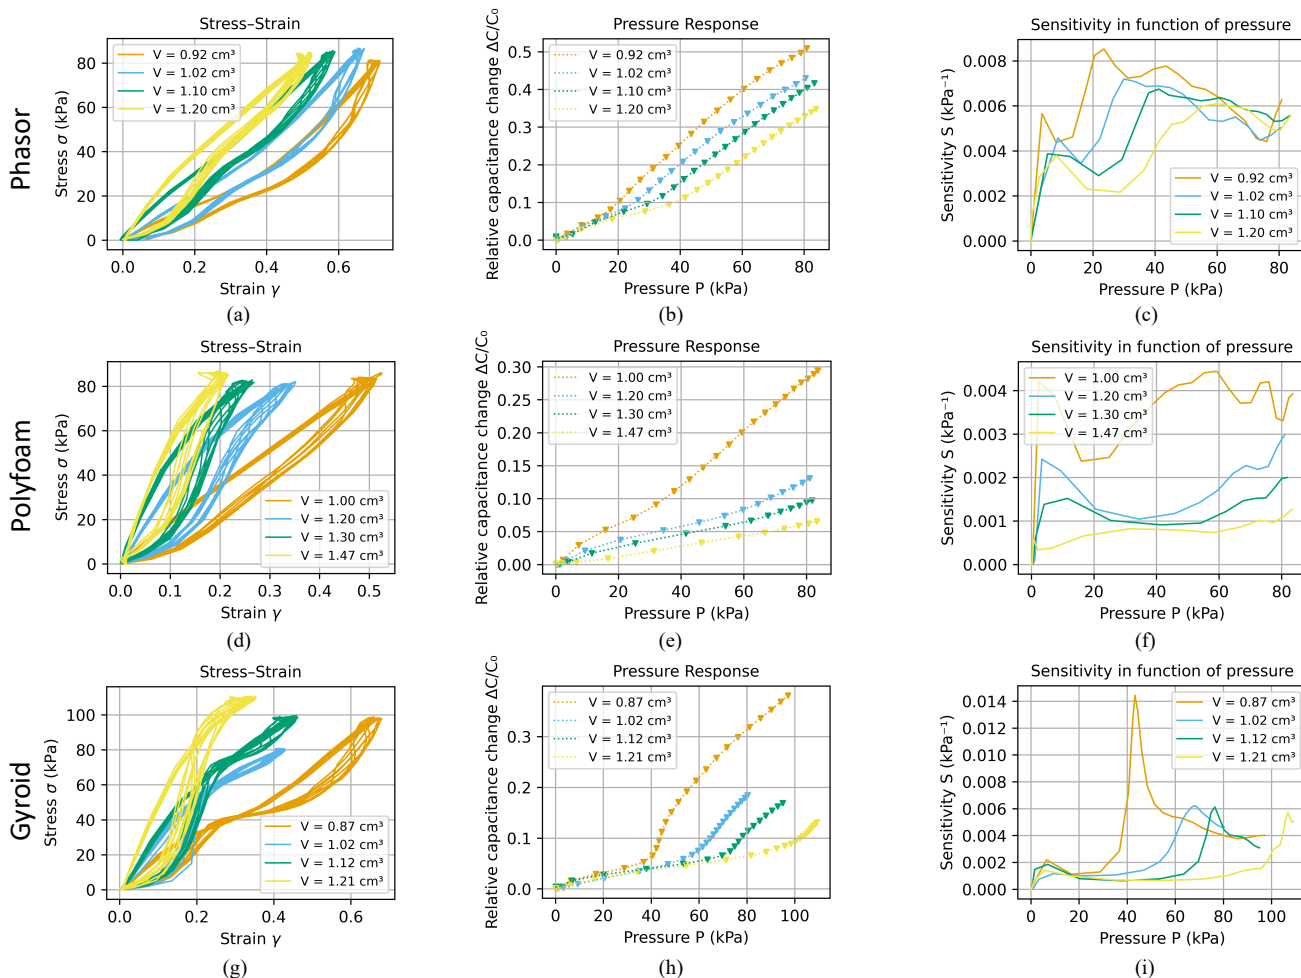 Phasor
Stress–Strain
Stress σ (kPa)
80
60
40
20
0
V = 0.92 cm³
V = 1.02 cm³
V = 1.10 cm³
V = 1.20 cm³
0.0 0.2 0.4 0.6
Strain γ
(a)
Pressure Response
Relative capacitance change ΔC/C₀
0.5
0.4
0.3
0.2
0.1
0.0
V = 0.92 cm³
V = 1.02 cm³
V = 1.10 cm³
V = 1.20 cm³
0 20 40 60 80
Pressure P (kPa)
(b)
Sensitivity in function of pressure
Sensitivity S (kPa⁻¹)
0.008
0.006
0.004
0.002
0.000
V = 0.92 cm³
V = 1.02 cm³
V = 1.10 cm³
V = 1.20 cm³
0 20 40 60 80
Pressure P (kPa)
(c)
Polyfoam
Stress–Strain
Stress σ (kPa)
80
60
40
20
0
V = 1.00 cm³
V = 1.20 cm³
V = 1.30 cm³
V = 1.47 cm³
0.0 0.1 0.2 0.3 0.4 0.5
Strain γ
(d)
Pressure Response
Relative capacitance change ΔC/C₀
0.30
0.25
0.20
0.15
0.10
0.05
0.00
V = 1.00 cm³
V = 1.20 cm³
V = 1.30 cm³
V = 1.47 cm³
0 20 40 60 80
Pressure P (kPa)
(e)
Sensitivity in function of pressure
Sensitivity S (kPa⁻¹)
0.004
0.003
0.002
0.001
0.000
V = 1.00 cm³
V = 1.20 cm³
V = 1.30 cm³
V = 1.47 cm³
0 20 40 60 80
Pressure P (kPa)
(f)
Gyroid
Stress–Strain
Stress σ (kPa)
100
80
60
40
20
0
V = 0.87 cm³
V = 1.02 cm³
V = 1.12 cm³
V = 1.21 cm³
0.0 0.2 0.4 0.6
Strain γ
(g)
Pressure Response
Relative capacitance change ΔC/C₀
0.3
0.2
0.1
0.0
V = 0.87 cm³
V = 1.02 cm³
V = 1.12 cm³
V = 1.21 cm³
0 20 40 60 80 100
Pressure P (kPa)
(h)
Sensitivity in function of pressure
Sensitivity S (kPa⁻¹)
0.014
0.012
0.010
0.008
0.006
0.004
0.002
0.000
V = 0.87 cm³
V = 1.02 cm³
V = 1.12 cm³
V = 1.21 cm³
0 20 40 60 80 100
Pressure P (kPa)
(i)